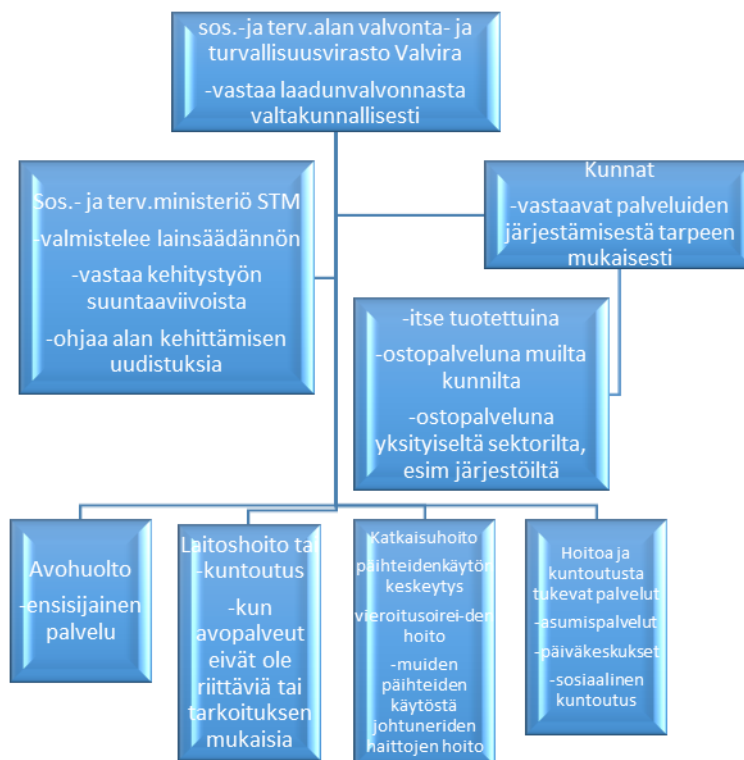 sos.-ja terv.alan valvonta- ja
turvallisuusvirasto Valvira
-vastaa laadunvalvonnasta
valtakunnallisesti
Sos.- ja terv.ministeriö STM
-valmistelee lainsäädännön
-vastaa kehitystyön
suuntaaviivoista
-ohjaa alan kehittämisen
uudistuksia
Kunnat
-vastaavat palveluiden
järjestämisestä tarpeen
mukaisesti
-itse tuotettuina
-ostopalveluna muilta
kunnilta
-ostopalveluna
yksityiseltä sektorilta,
esim järjestöiltä
Avohuolto
-ensisijainen
palvelu
Laitoshoito tai
-kuntoutus
-kun
avopalveut
eivät ole
riittäviä tai
tarkoituksen
mukaisia
Katkaisuhoito
päihteidenkäytön
keskeytys
vieroitusoirei-den
hoito
-muiden
päihteiden
käytöstä
johtuneriden
haittojen hoito
Hoitoa ja
kuntoutusta
tukevat palvelut
-asumispalvelut
-päiväkeskukset
-sosiaalinen
kuntoutus